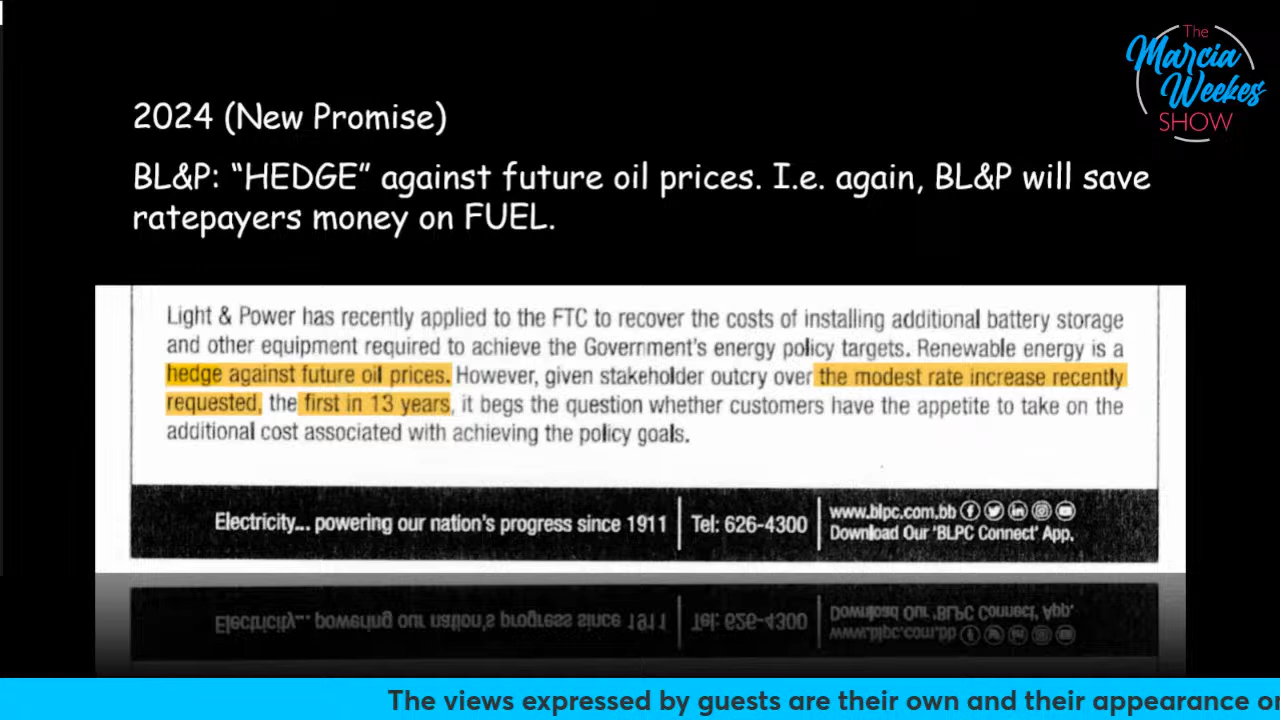 The
Marcia
Weekes
SHOW
2024 (New Promise)
BL&P: “HEDGE” against future oil prices. I.e. again, BL&P will save
ratepayers money on FUEL.
Light & Power has recently applied to the FTC to recover the costs of installing additional battery storage
and other equipment required to achieve the Government's energy policy targets. Renewable energy is a
hedge against future oil prices. However, given stakeholder outcry over the modest rate increase recently
requested, the first in 13 years, it begs the question whether customers have the appetite to take on the
additional cost associated with achieving the policy goals.
Electricity... powering our nation's progress since 1911
Tel: 626-4300
www.blpc.com.bb
Download Our 'BLPC Connect' App.
The views expressed by guests are their own and their appearance o